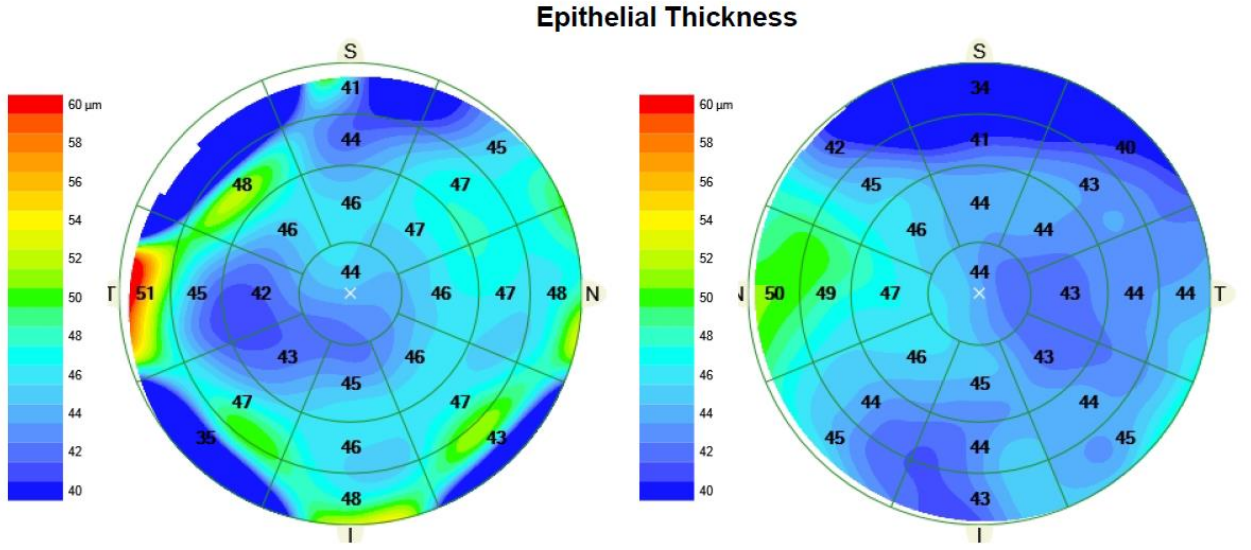 Epithelial Thickness
S S
60 µm 41 60 µm 34
58 44 45 58 42 41 40
56 48 47 56 45 43
54 46 54 44
52 46 47 52 46 44
50 44 50 44
T 51 45 42 46 47 48 N 50 49 47 43 44 44 T
48 48
46 43 46 46 46 43
44 45 44 45
42 47 47 42 44 44
40 35 46 43 40 45 44 45
48 43
I I